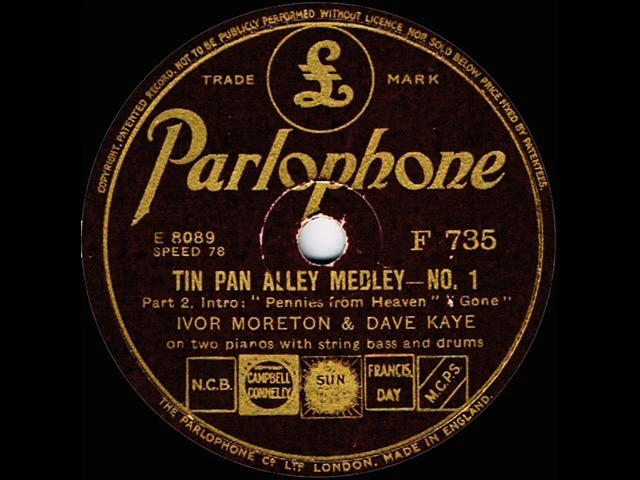 COPYRIGHT, PATENTED RECORD, NOT TO BE PUBLICLY PERFORMED WITHOUT LICENCE NOR SOLD BELOW PRICE FIXED BY PATENTEES.
£
TRADE MARK
Parlophone
E 8089 F 735
SPEED 78
TIN PAN ALLEY MEDLEY—NO. 1
Part 2, Intro: "Pennies from Heaven" "Gone"
IVOR MORETON & DAVE KAYE
on two pianos with string bass and drums
N.C.B. CAMPBELL CONNELLY SUN FRANCIS, DAY M.C.P.S.
THE PARLOPHONE CO LTD LONDON. MADE IN ENGLAND.